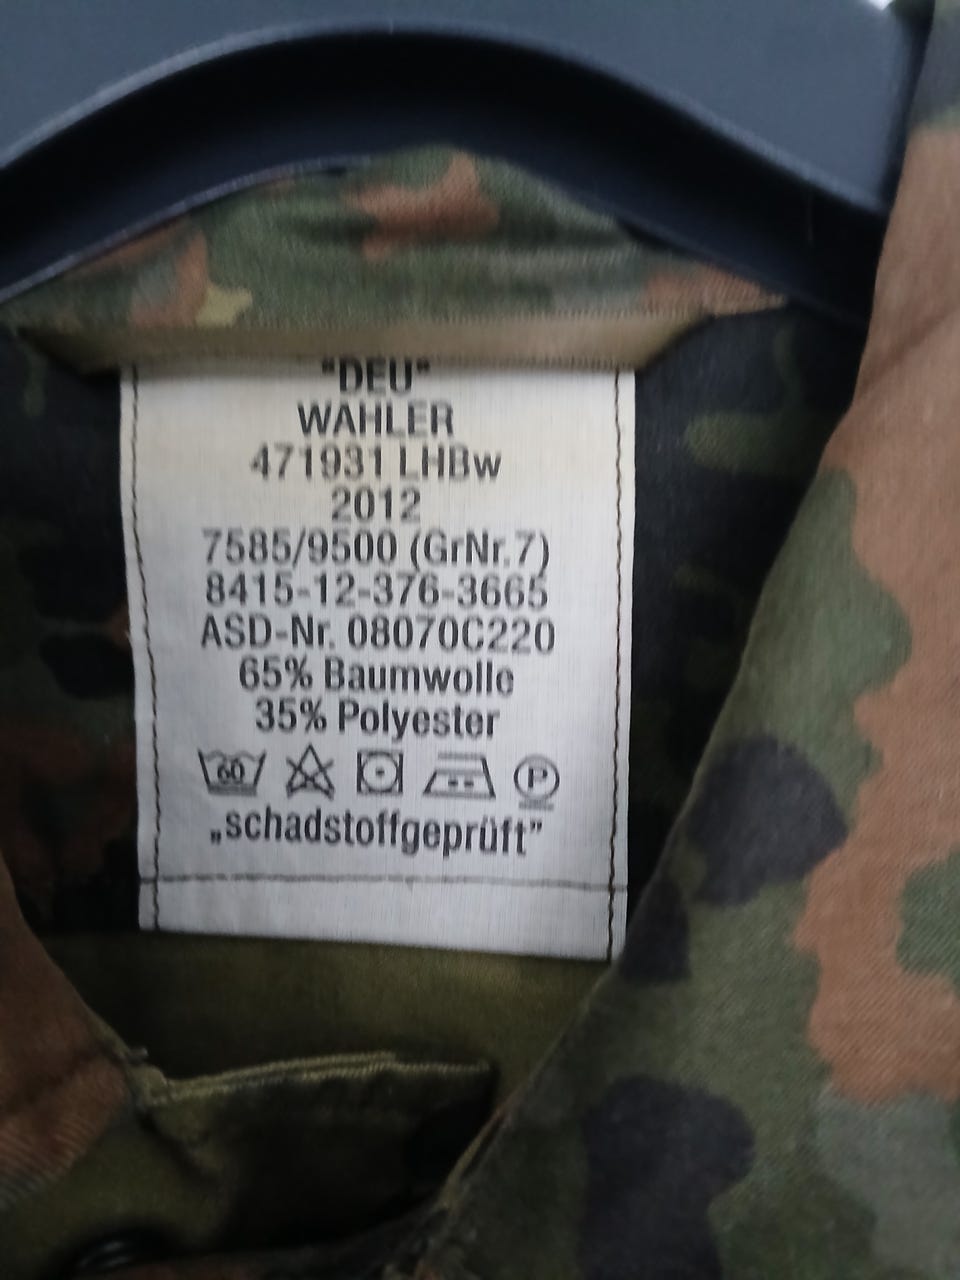 "DEU"
WAHLER
471931 LHBw
2012
7585/9500 (GrNr.7)
8415-12-376-3665
ASD-Nr. 08070C220
65% Baumwolle
35% Polyester
60 P
„schadstoffgeprüft”